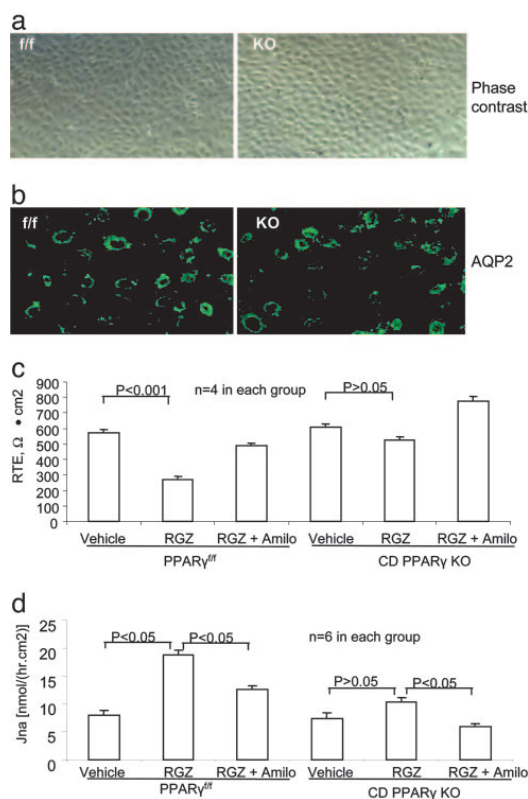 a
f/f
KO
Phase
contrast
b
f/f
KO
AQP2
c
RTE, Ω • cm2
900
800
700
600
500
400
300
200
100
0
P<0.001
n=4 in each group
P>0.05
Vehicle
RGZ
RGZ + Amilo
Vehicle
RGZ
RGZ + Amilo
PPARγf/f
CD PPARγ KO
d
Jna [nmol/(hr.cm2)]
25
20
15
10
5
0
P<0.05
P<0.05
n=6 in each group
P>0.05
P<0.05
Vehicle
RGZ
RGZ + Amilo
Vehicle
RGZ
RGZ + Amilo
PPARγf/f
CD PPARγ KO